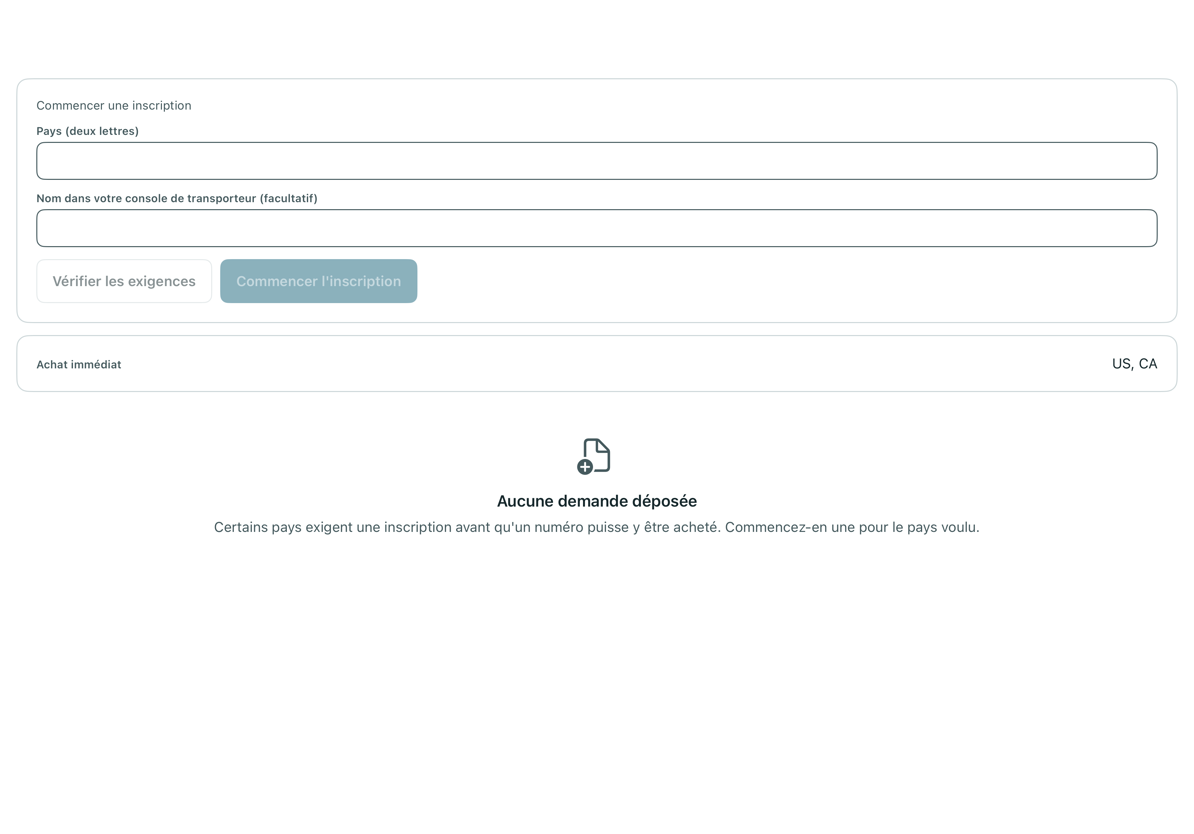 Commencer une inscription
Pays (deux lettres)
Nom dans votre console de transporteur (facultatif)
Vérifier les exigences
Commencer l'inscription
Achat immédiat
US, CA
Aucune demande déposée
Certains pays exigent une inscription avant qu'un numéro puisse y être acheté. Commencez-en une pour le pays voulu.